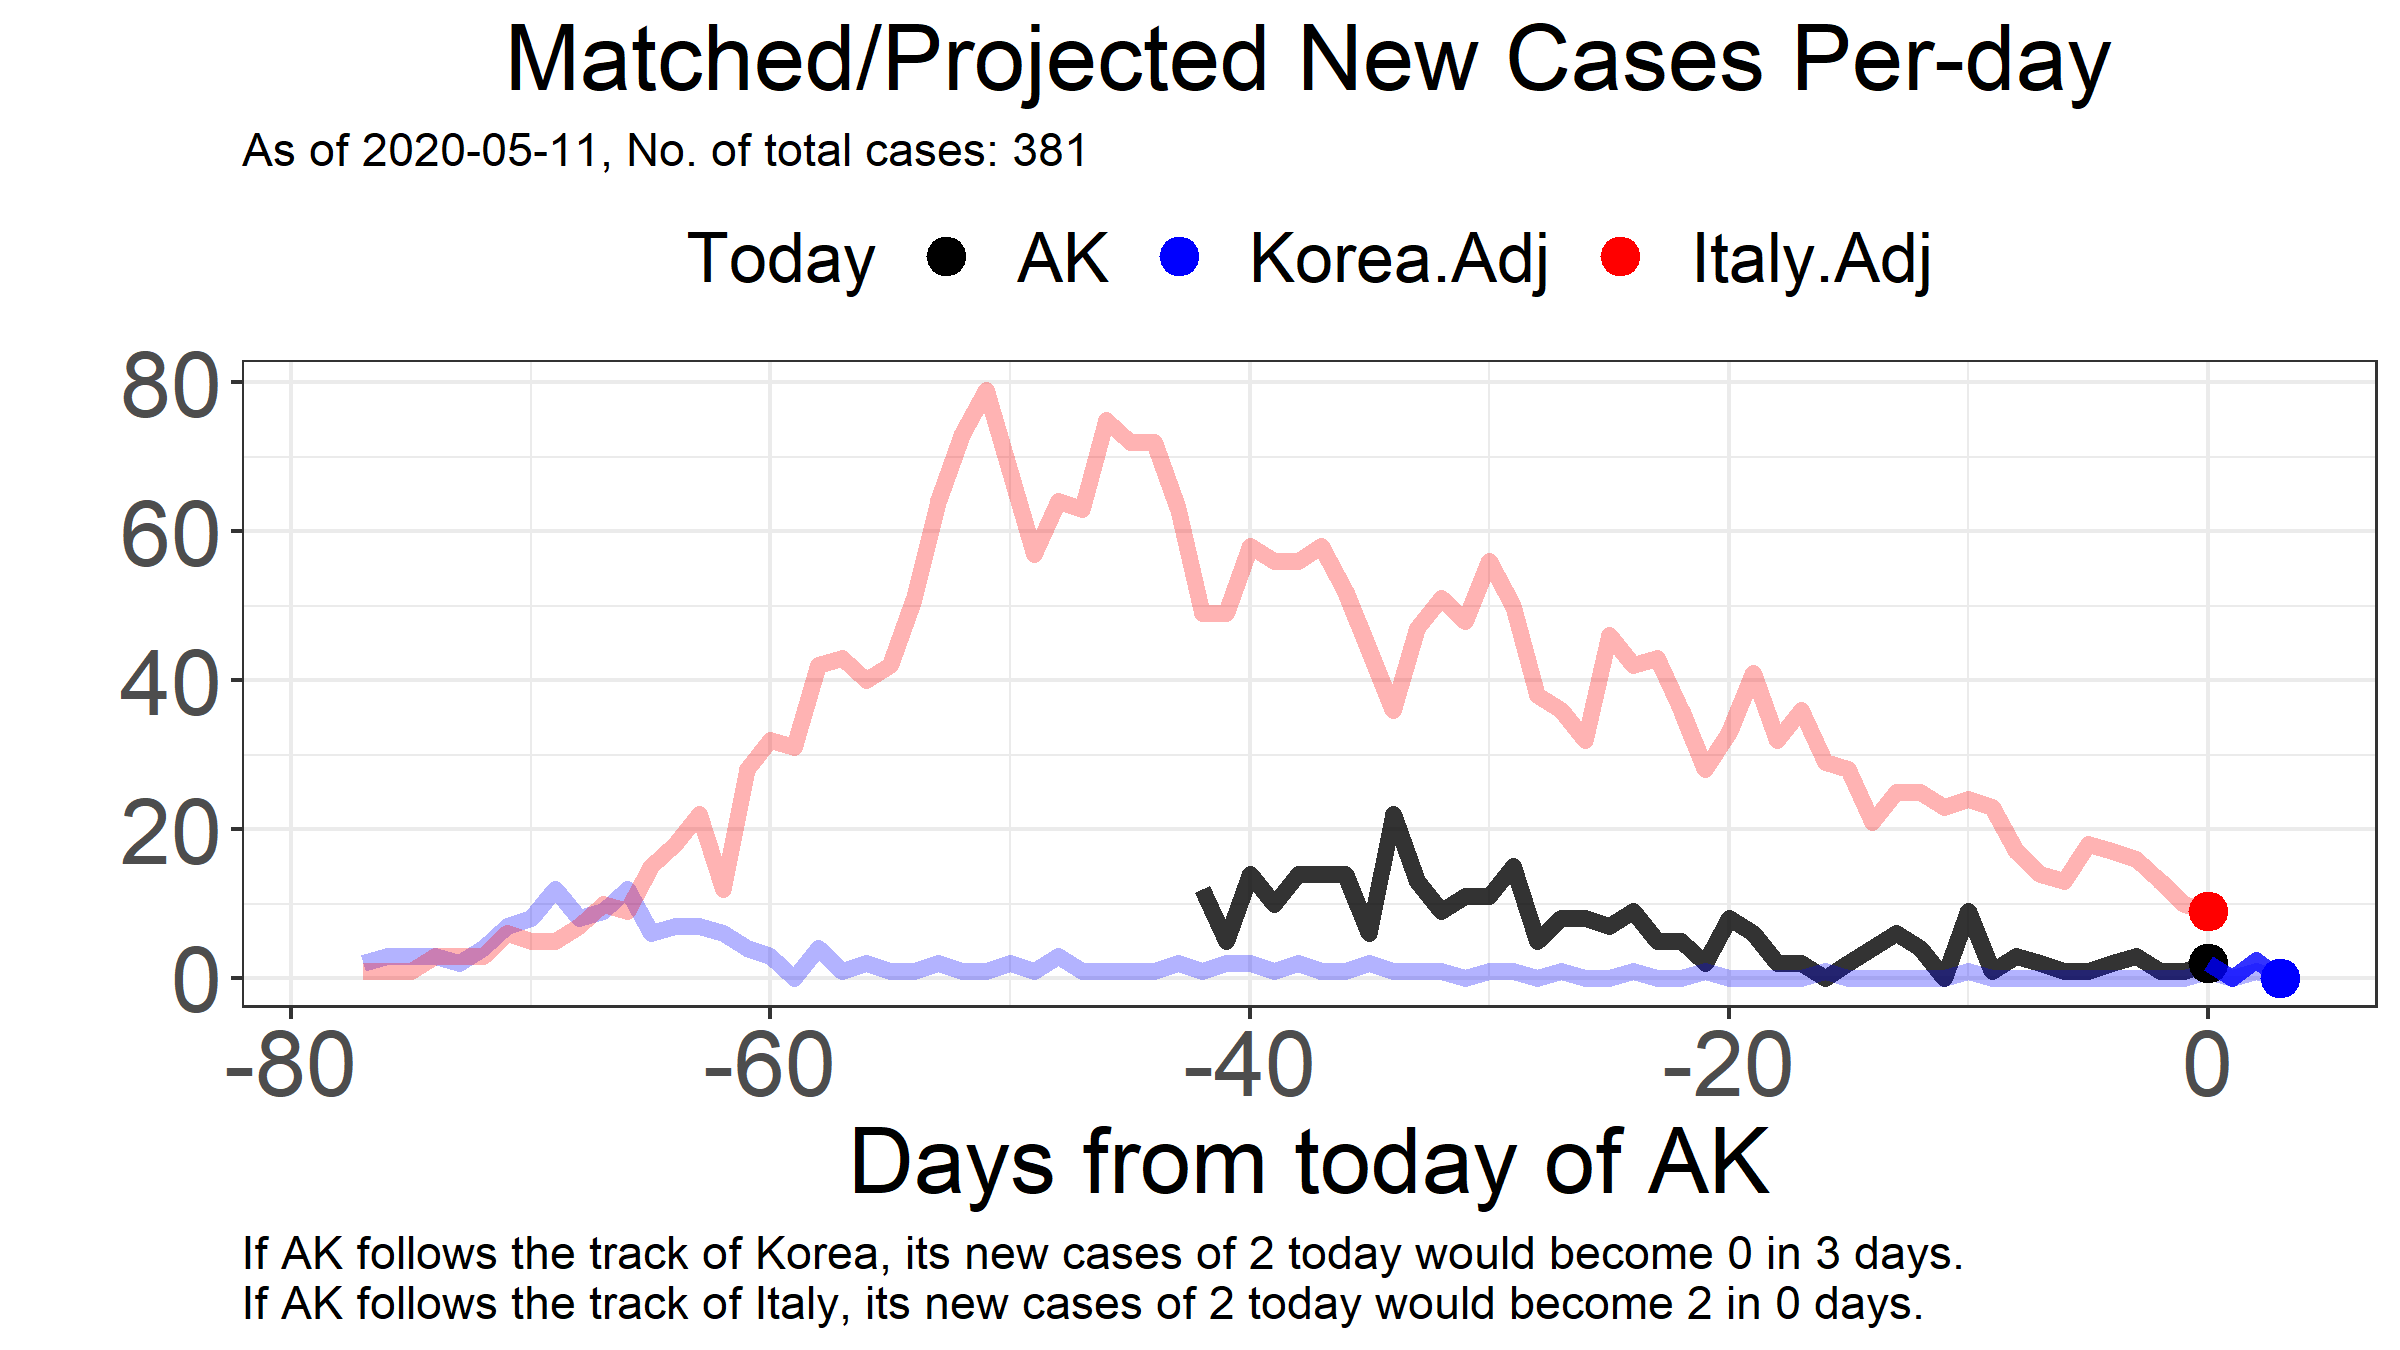 Matched/Projected New Cases Per-day
As of 2020-05-11, No. of total cases: 381
Today AK Korea.Adj Italy.Adj
80
60
40
20
0
-80 -60 -40 -20 0
Days from today of AK
If AK follows the track of Korea, its new cases of 2 today would become 0 in 3 days.
If AK follows the track of Italy, its new cases of 2 today would become 2 in 0 days.